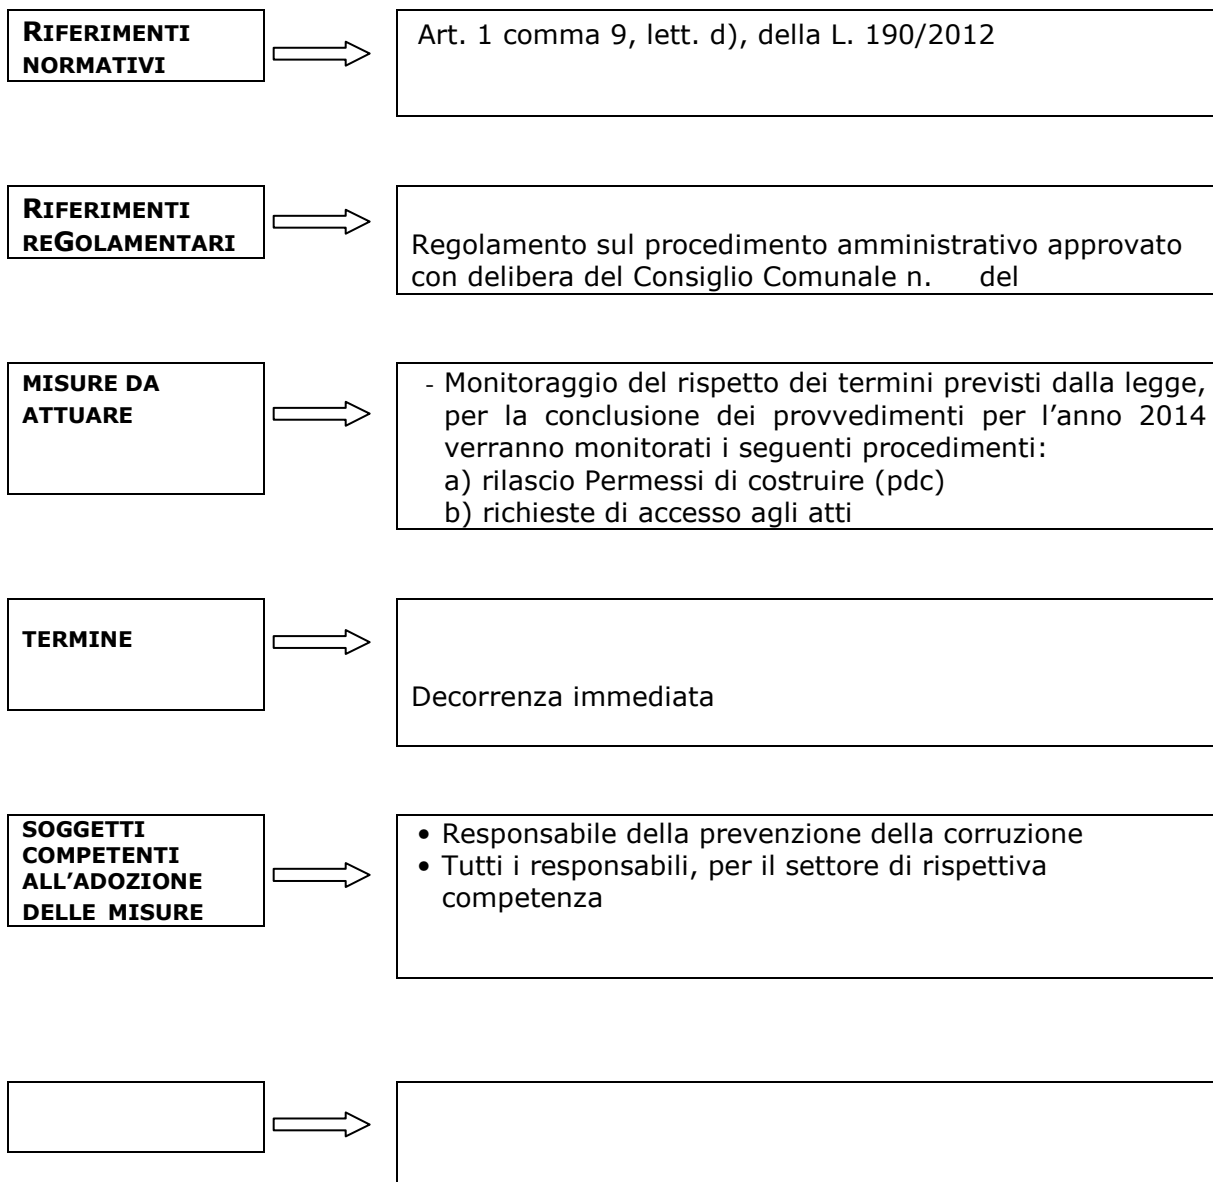 RIFERIMENTI
NORMATIVI
Art. 1 comma 9, lett. d), della L. 190/2012
RIFERIMENTI
REGOLAMENTARI
Regolamento sul procedimento amministrativo approvato
con delibera del Consiglio Comunale n. del
MISURE DA
ATTUARE
- Monitoraggio del rispetto dei termini previsti dalla legge,
per la conclusione dei provvedimenti per l’anno 2014
verranno monitorati i seguenti procedimenti:
a) rilascio Permessi di costruire (pdc)
b) richieste di accesso agli atti
TERMINE
Decorrenza immediata
SOGGETTI
COMPETENTI
ALL’ADOZIONE
DELLE MISURE
• Responsabile della prevenzione della corruzione
• Tutti i responsabili, per il settore di rispettiva
competenza